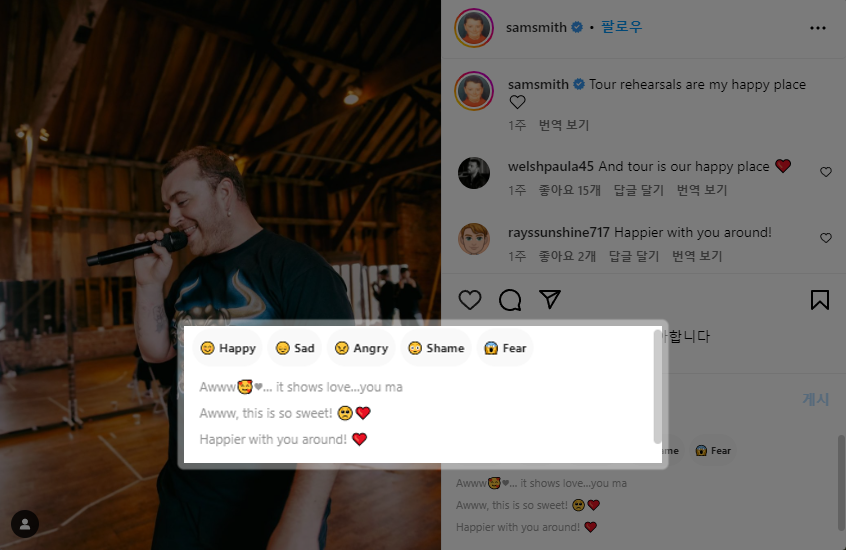 samsmith • 팔로우
samsmith Tour rehearsals are my happy place
🤍
1주 번역 보기
welshpaula45 And tour is our happy place ❤️
1주 좋아요 15개 답글 달기 번역 보기
rayssunshine717 Happier with you around!
1주 좋아요 2개 답글 달기 번역 보기
합니다
게시
😊 Happy 😞 Sad 😠 Angry 😳 Shame 😱 Fear
Awww🥰🖤... it shows love...you ma
Awww, this is so sweet! 🥺❤️
Happier with you around! ❤️
me 😱 Fear
Awww🥰🖤... it shows love...you ma
Awww, this is so sweet! 🥺❤️
Happier with you around! ❤️